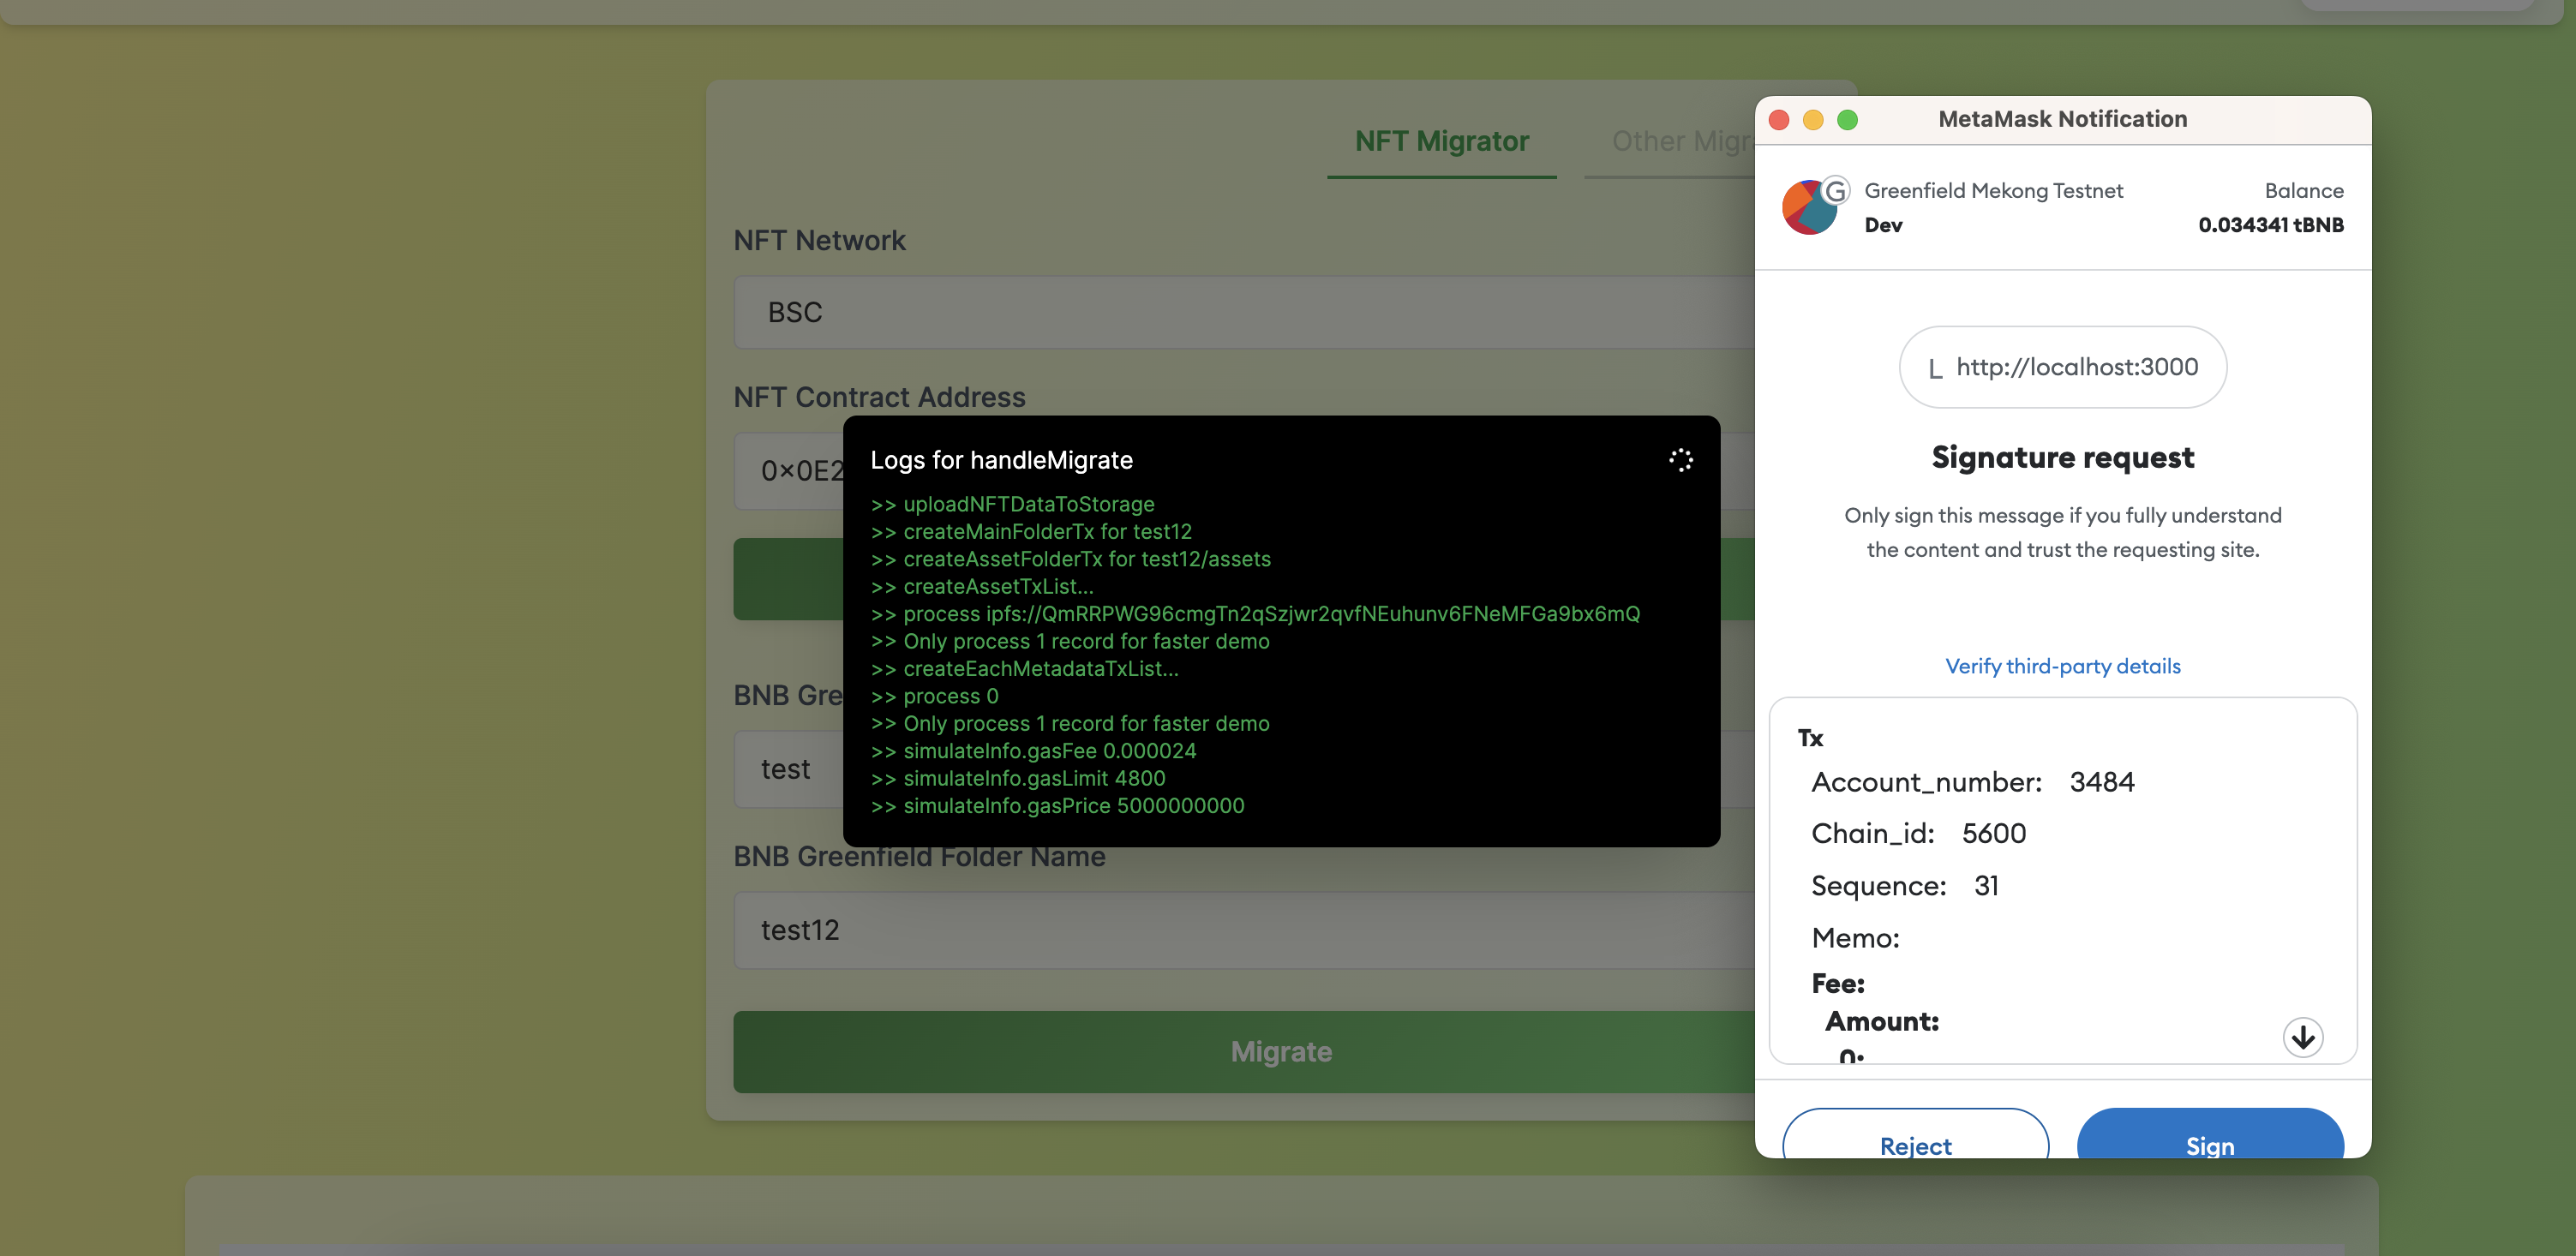 NFT Migrator
Other Migr
NFT Network
BSC
NFT Contract Address
0×0E2
Logs for handleMigrate
>> uploadNFTDataToStorage
>> createMainFolderTx for test12
>> createAssetFolderTx for test12/assets
>> createAssetTxList...
>> process ipfs://QmRRPWG96cmgTn2qSzjwr2qvfNEuhunv6FNeMFGa9bx6mQ
>> Only process 1 record for faster demo
>> createEachMetadataTxList...
>> process 0
>> Only process 1 record for faster demo
>> simulateInfo.gasFee 0.000024
>> simulateInfo.gasLimit 4800
>> simulateInfo.gasPrice 5000000000
BNB Gre
test
BNB Greenfield Folder Name
test12
Migrate
MetaMask Notification
G
Greenfield Mekong Testnet
Balance
Dev
0.034341 tBNB
L http://localhost:3000
Signature request
Only sign this message if you fully understand
the content and trust the requesting site.
Verify third-party details
Tx
Account_number: 3484
Chain_id: 5600
Sequence: 31
Memo:
Fee:
Amount:
0:
Reject
Sign